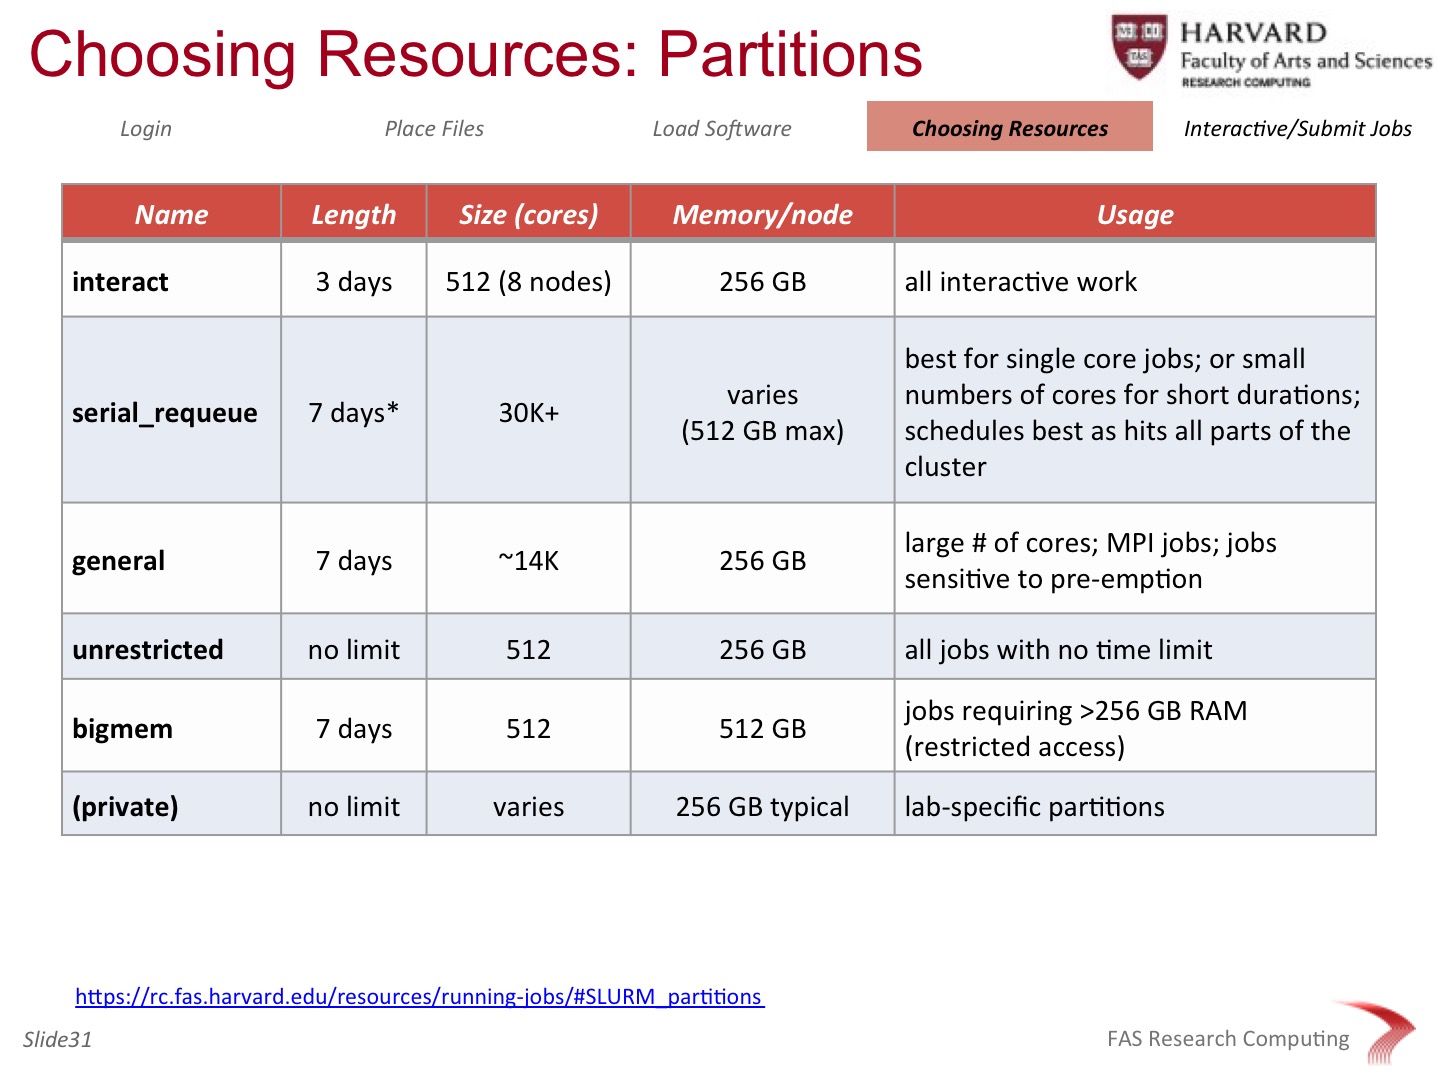 Choosing Resources: Partitions
HARVARD
Faculty of Arts and Sciences
RESEARCH COMPUTING
Login Place Files Load Software Choosing Resources Interactive/Submit Jobs
Name Length Size (cores) Memory/node Usage
interact 3 days 512 (8 nodes) 256 GB all interactive work
serial_requeue 7 days* 30K+ varies
(512 GB max) best for single core jobs; or small
numbers of cores for short durations;
schedules best as hits all parts of the
cluster
general 7 days ~14K 256 GB large # of cores; MPI jobs; jobs
sensitive to pre-emption
unrestricted no limit 512 256 GB all jobs with no time limit
bigmem 7 days 512 512 GB jobs requiring >256 GB RAM
(restricted access)
(private) no limit varies 256 GB typical lab-specific partitions
https://rc.fas.harvard.edu/resources/running-jobs/#SLURM_partitions
Slide31
FAS Research Computing